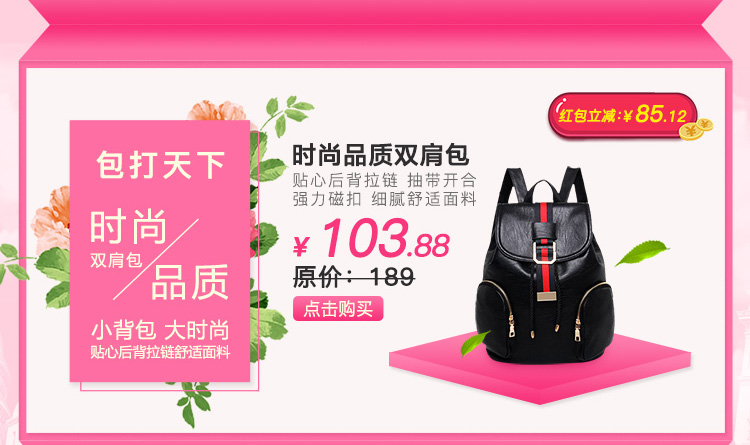 包打天下
时尚
双肩包
品质
小背包 大时尚
贴心后背拉链舒适面料
红包立减:¥85.12
时尚品质双肩包
贴心后背拉链 抽带开合
强力磁扣 细腻舒适面料
¥103.88
原价：189
点击购买